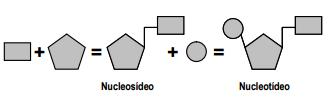 + = + =
Nucleosídeo Nucleotídeo